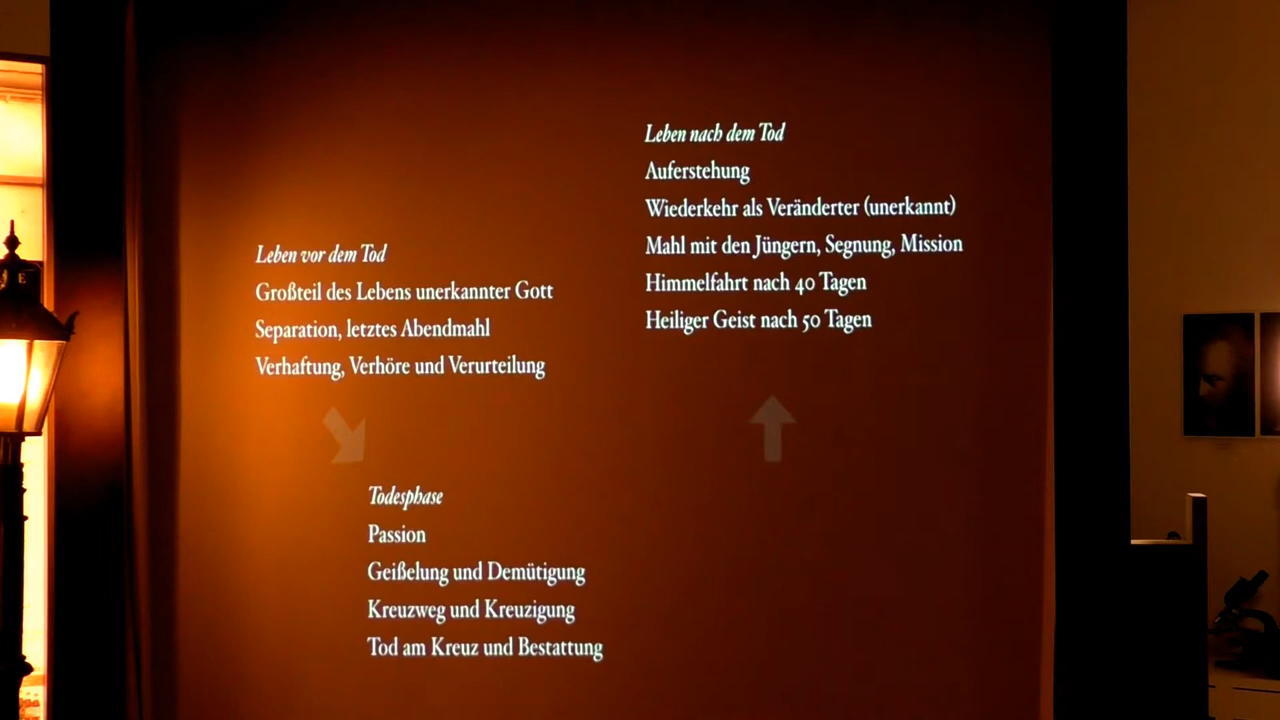 Leben vor dem Tod
Großteil des Lebens unerkannter Gott
Separation, letztes Abendmahl
Verhaftung, Verhöre und Verurteilung
Todesphase
Passion
Geißelung und Demütigung
Kreuzweg und Kreuzigung
Tod am Kreuz und Bestattung
Leben nach dem Tod
Auferstehung
Wiederkehr als Veränderter (unerkannt)
Mahl mit den Jüngern, Segnung, Mission
Himmelfahrt nach 40 Tagen
Heiliger Geist nach 50 Tagen